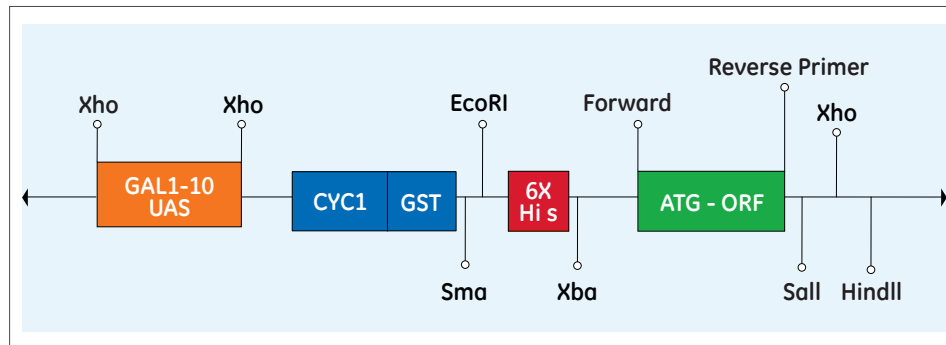 Reverse Primer
Xho
Xho
EcoRI
Forward
Xho
GAL1-10
UAS
CYC1
GST
6X
Hi s
ATG - ORF
Sma
Xba
Sall
Hindll